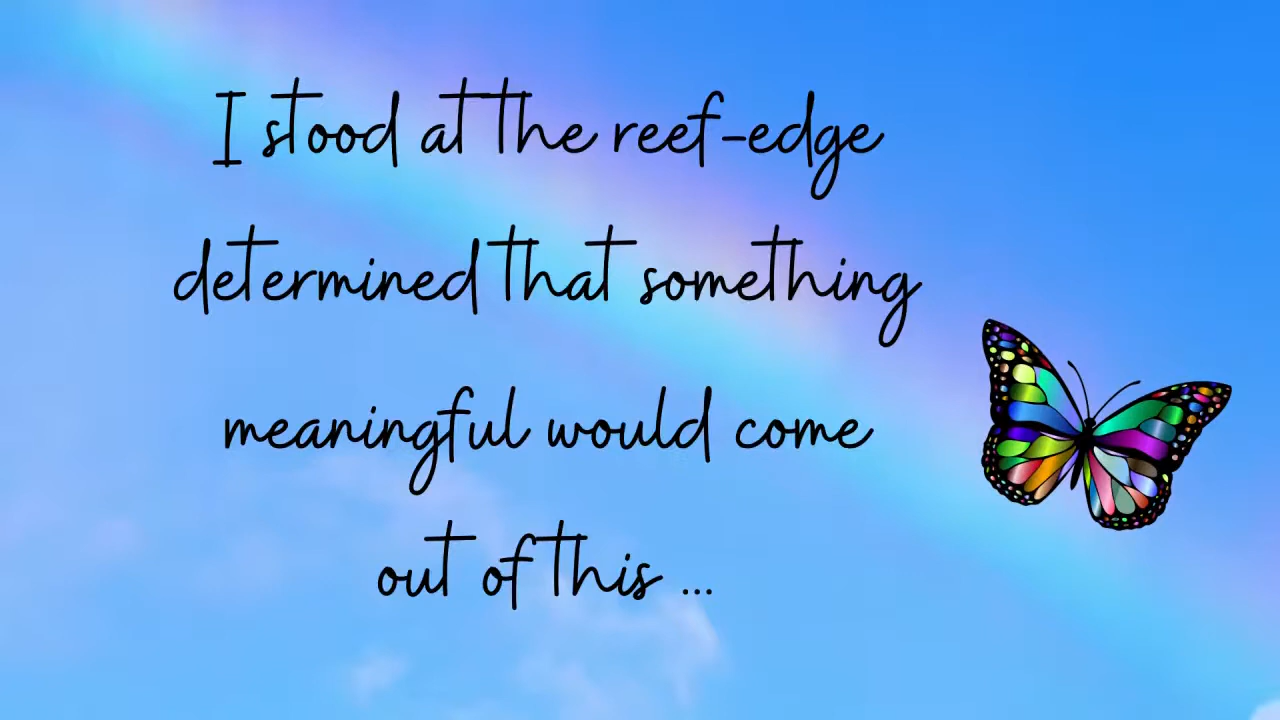 I stood at the reef-edge
determined that something
meaningful would come
out of this ...